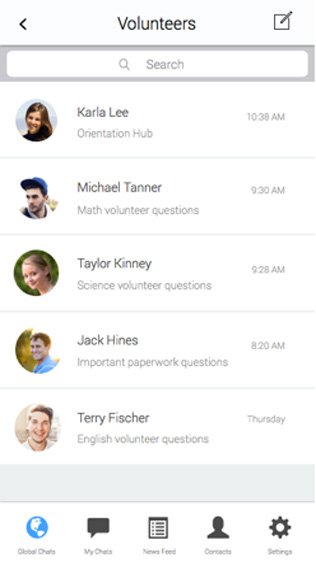 Volunteers
Search
Karla Lee
10:38 AM
Orientation Hub
Michael Tanner
9:30 AM
Math volunteer questions
Taylor Kinney
9:28 AM
Science volunteer questions
Jack Hines
8:20 AM
Important paperwork questions
Terry Fischer
Thursday
English volunteer questions
Global Chats My Chats News Feed Contacts Settings